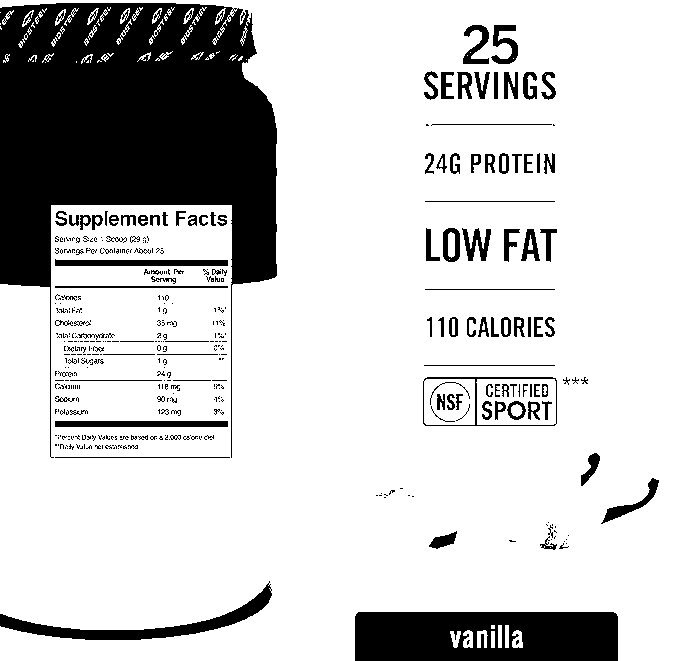 BIOSTEEL BIOSTEEL BIOSTEEL BIOSTEEL BIOSTEEL BIOSTEEL
Supplement Facts
Serving Size 1 Scoop (29 g)
Servings Per Container About 25
Amount Per Serving % Daily Value
Calories 110
Total Fat 1 g 1%*
Cholesterol 35 mg 11%
Total Carbohydrate 2 g 1%*
Dietary Fiber 0 g 0%
Total Sugars 1 g **
Protein 24 g
Calcium 118 mg 9%
Sodium 90 mg 4%
Potassium 123 mg 3%
*Percent Daily Values are based on a 2,000 calorie diet
**Daily Value not established
25
SERVINGS
24G PROTEIN
LOW FAT
110 CALORIES
NSF CERTIFIED SPORT ***
vanilla